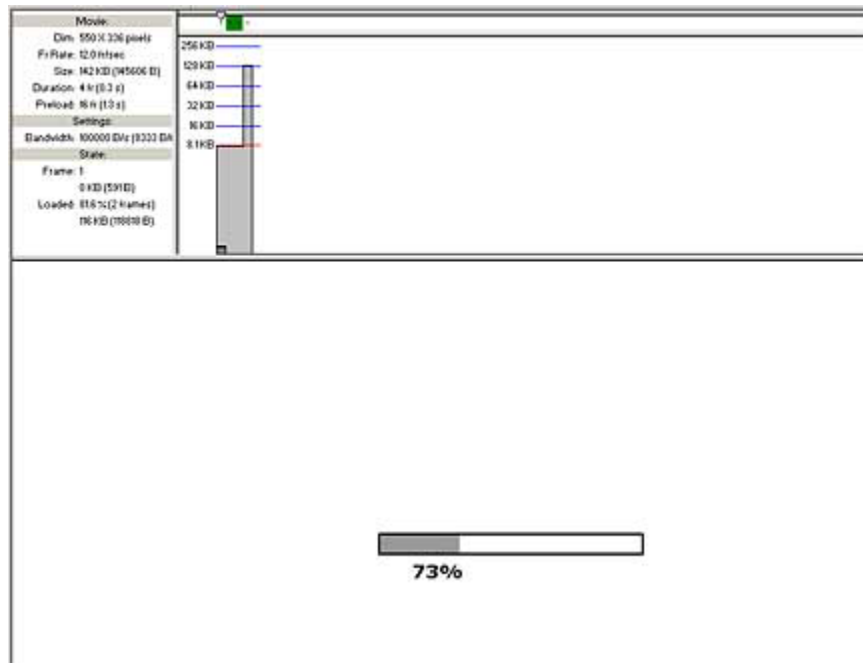 Movie:
Dim: 550 X 336 pixels
Fr Rate: 12.0 fr/sec
Size: 142 KB (145606 B)
Duration: 4 fr (0.3 s)
Preload: 16 fr (1.3 s)
Settings:
Bandwidth: 100000 B/s (8333 B/
State:
Frame: 1
0 KB (591 B)
Loaded: 81.6 % (2 frames)
116 KB (118818 B)
256 KB
128 KB
64 KB
32 KB
16 KB
8.1 KB
73%